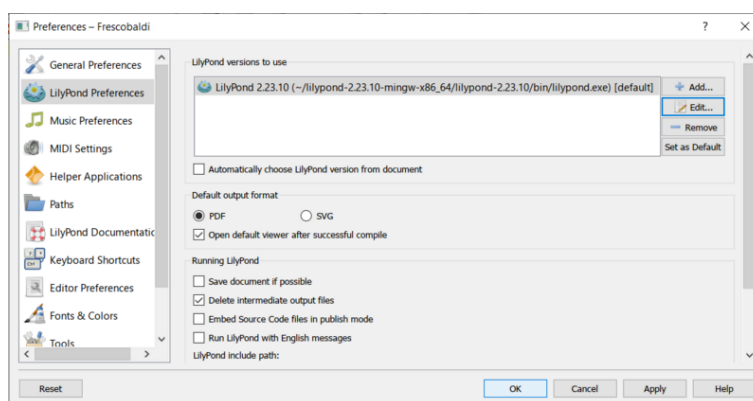 Preferences – Frescobaldi
?
General Preferences
LilyPond Preferences
Music Preferences
MIDI Settings
Helper Applications
Paths
LilyPond Documentatic
Keyboard Shortcuts
Editor Preferences
Fonts & Colors
Tools
LilyPond versions to use
LilyPond 2.23.10 (~/lilypond-2.23.10-mingw-x86_64/lilypond-2.23.10/bin/lilypond.exe) [default]
Add...
Edit...
Remove
Set as Default
Automatically choose LilyPond version from document
Default output format
PDF
SVG
Open default viewer after successful compile
Running LilyPond
Save document if possible
Delete intermediate output files
Embed Source Code files in publish mode
Run LilyPond with English messages
LilyPond include path:
Reset
OK
Cancel
Apply
Help